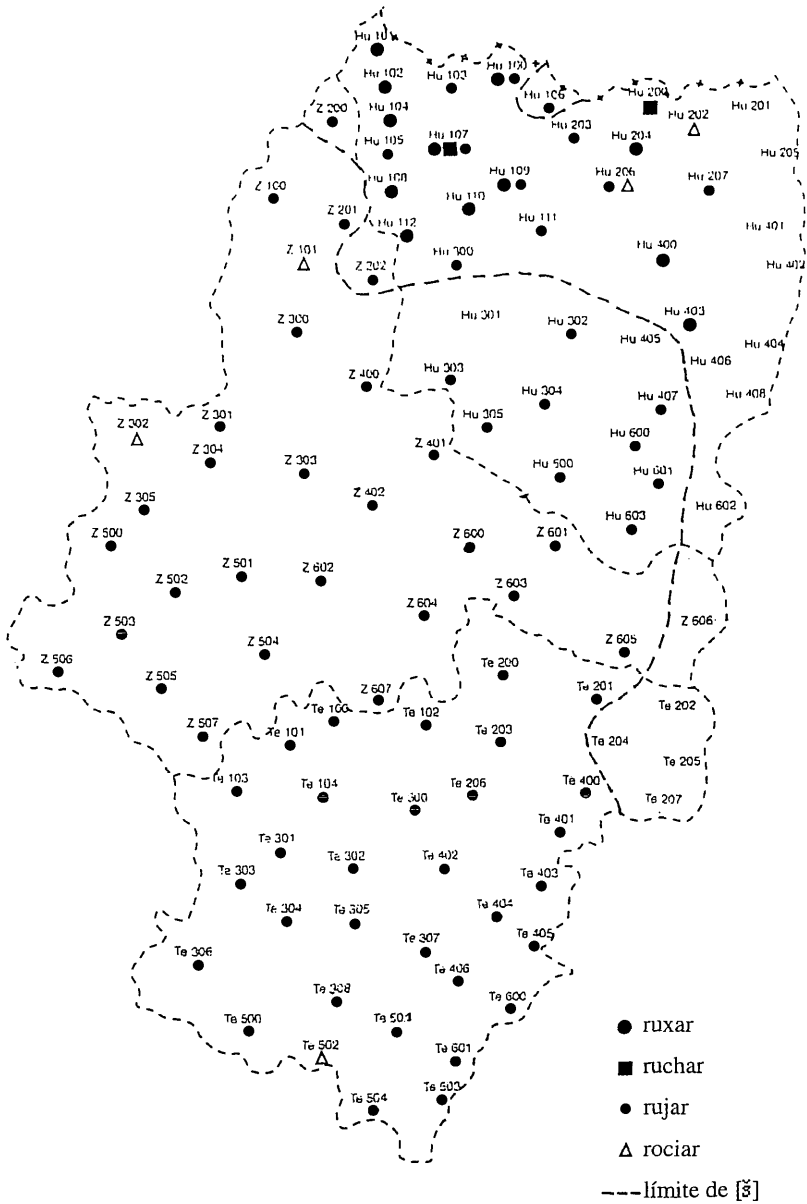 Hu 101
Hu 102
Hu 103
Hu 100
Hu 106
Hu 200
Hu 201
Hu 202
Z 200
Hu 104
Hu 105
Hu 107
Hu 203
Hu 204
Hu 205
Z 100
Hu 108
Hu 109
Hu 206
Hu 207
Z 201
Hu 110
Hu 112
Hu 111
Hu 401
Z 101
Z 202
Hu 300
Hu 400
Hu 402
Z 300
Hu 301
Hu 302
Hu 403
Hu 405
Hu 404
Hu 406
Z 400
Hu 303
Hu 304
Hu 407
Hu 408
Z 302
Z 301
Hu 305
Z 304
Z 303
Z 401
Hu 600
Hu 500
Hu 601
Z 305
Z 402
Hu 602
Hu 603
Z 500
Z 501
Z 602
Z 600
Z 601
Z 502
Z 603
Z 503
Z 604
Z 606
Z 504
Z 605
Z 506
Z 505
Te 200
Z 607
Te 201
Te 202
Z 507
Te 101
Te 100
Te 102
Te 203
Te 204
Te 103
Te 104
Te 300
Te 206
Te 400
Te 205
Te 207
Te 401
Te 301
Te 302
Te 402
Te 303
Te 403
Te 304
Te 305
Te 404
Te 405
Te 306
Te 307
Te 406
Te 308
Te 600
Te 500
Te 502
Te 601
Te 503
Te 504
ruxar
ruchar
rujar
rociar
límite de [š]